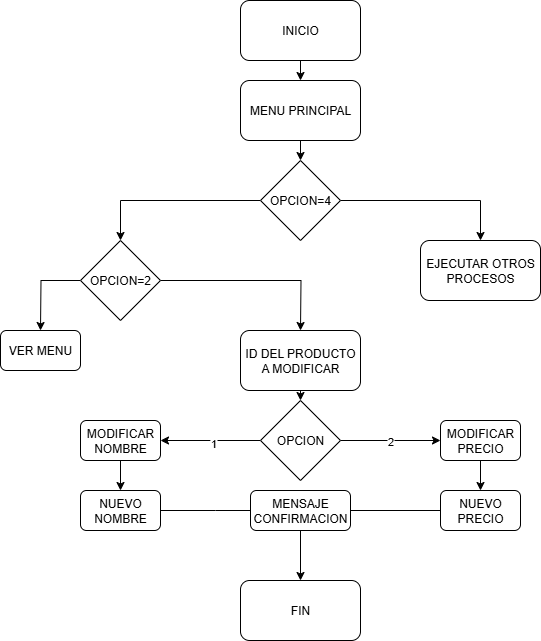 INICIO
MENU PRINCIPAL
OPCION=4
OPCION=2
EJECUTAR OTROS
PROCESOS
VER MENU
ID DEL PRODUCTO
A MODIFICAR
MODIFICAR
NOMBRE
1
OPCION
2
MODIFICAR
PRECIO
NUEVO
NOMBRE
MENSAJE
CONFIRMACION
NUEVO
PRECIO
FIN